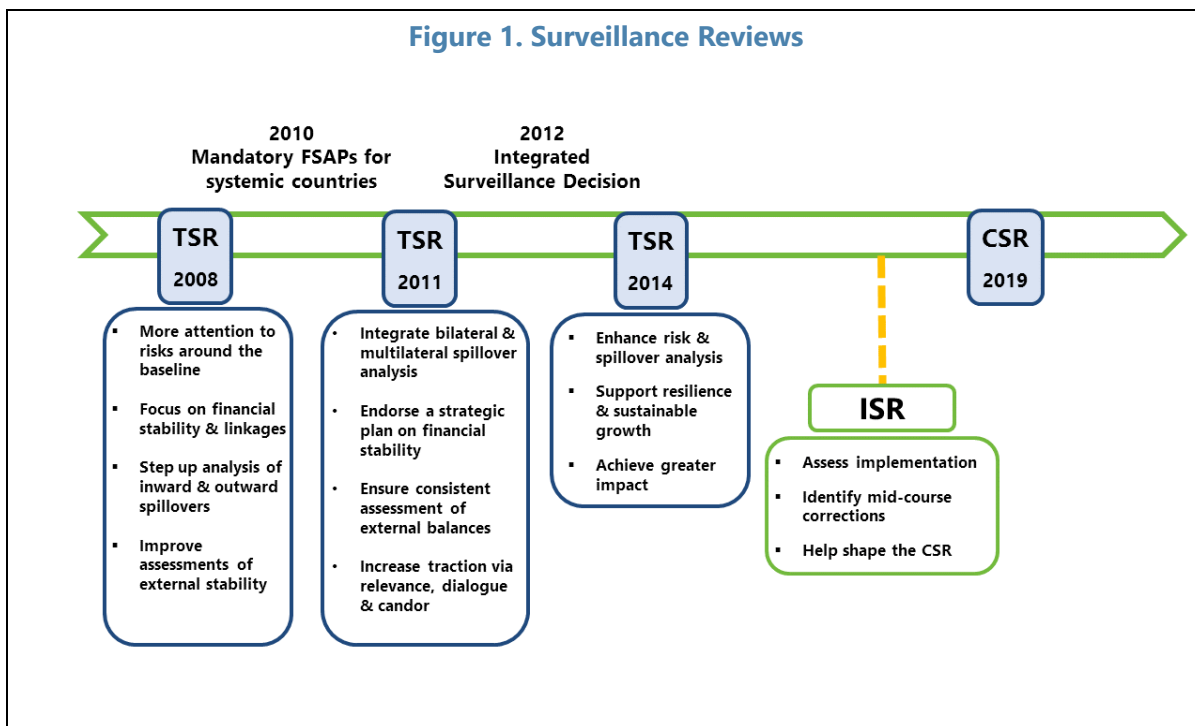 Figure 1. Surveillance Reviews
2010
Mandatory FSAPs for
systemic countries
2012
Integrated
Surveillance Decision
TSR
2008
TSR
2011
TSR
2014
CSR
2019
▪ More attention to
risks around the
baseline
▪ Focus on financial
stability & linkages
▪ Step up analysis of
inward & outward
spillovers
▪ Improve
assessments of
external stability
• Integrate bilateral &
multilateral spillover
analysis
• Endorse a strategic
plan on financial
stability
• Ensure consistent
assessment of
external balances
• Increase traction via
relevance, dialogue
& candor
▪ Enhance risk &
spillover analysis
▪ Support resilience
& sustainable
growth
▪ Achieve greater
impact
ISR
▪ Assess implementation
▪ Identify mid-course
corrections
▪ Help shape the CSR